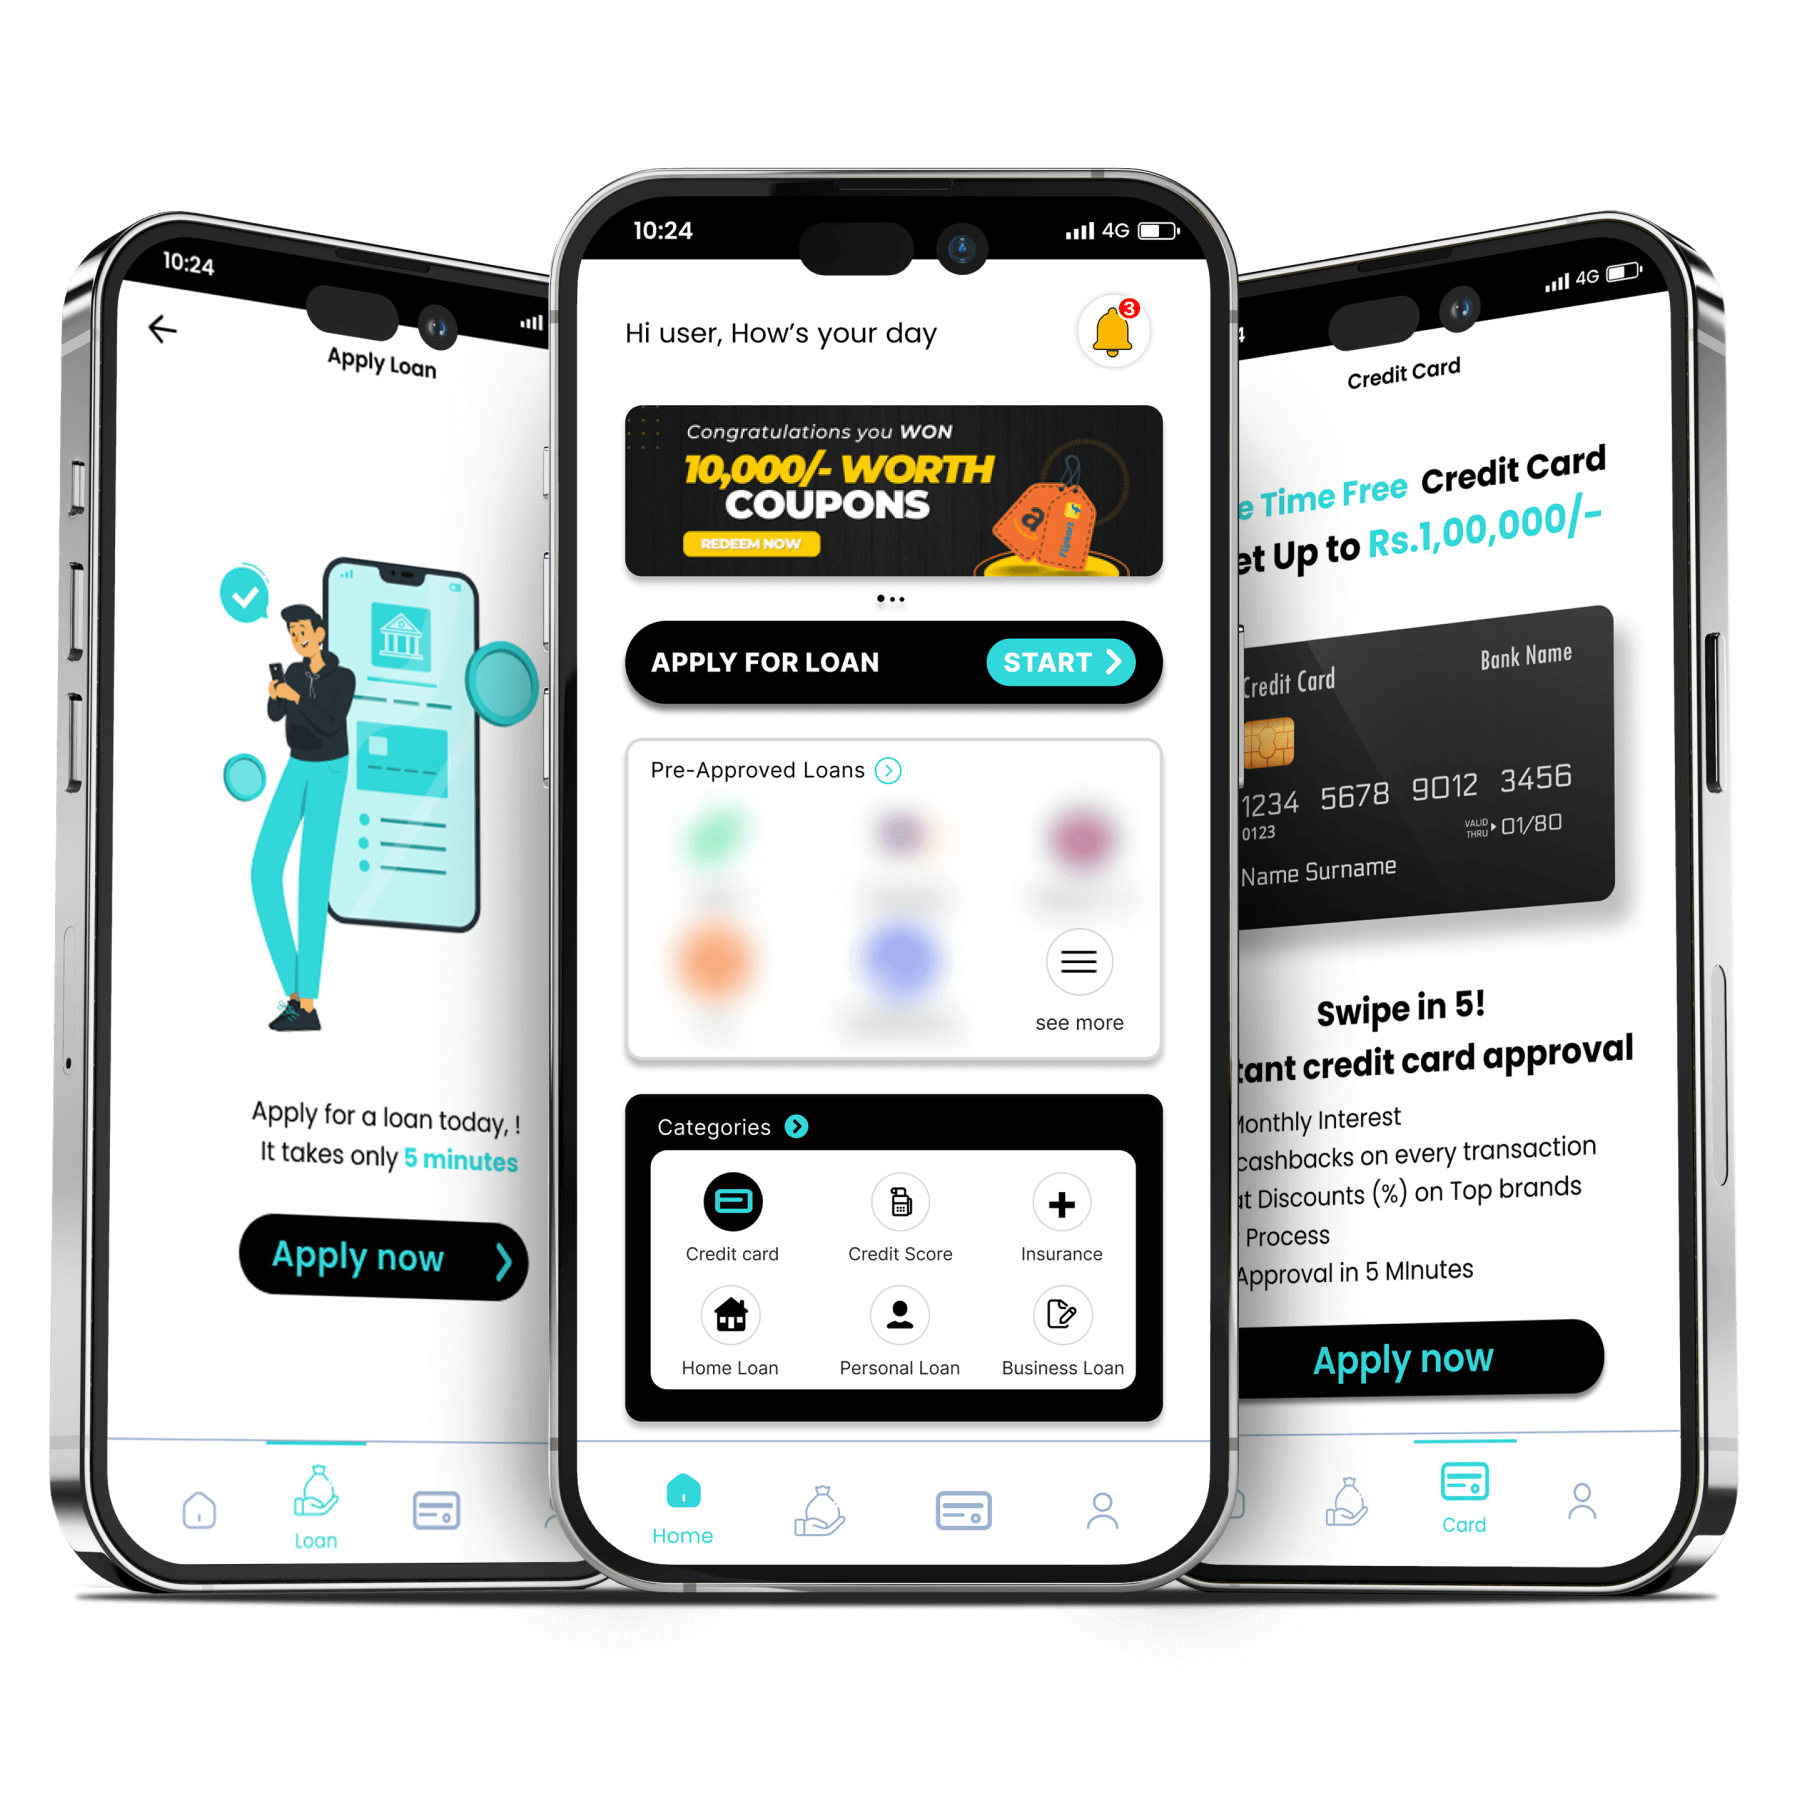 10:24
Apply Loan
Apply for a loan today, !
It takes only 5 minutes
Apply now
Loan
10:24
4G
Hi user, How's your day
3
Congratulations you WON
10,000/- WORTH
COUPONS
REDEEM NOW
a
Flipkart
APPLY FOR LOAN
START
Pre-Approved Loans
see more
Categories
Credit card
Credit Score
Insurance
Home Loan
Personal Loan
Business Loan
Home
4
4G
Credit Card
e Time Free Credit Card
et Up to Rs.1,00,000/-
Credit Card
Bank Name
1234 5678 9012 3456
0123
VALID THRU 01/80
Name Surname
Swipe in 5!
tant credit card approval
Monthly Interest
cashbacks on every transaction
at Discounts (%) on Top brands
Process
Approval in 5 MInutes
Apply now
Card